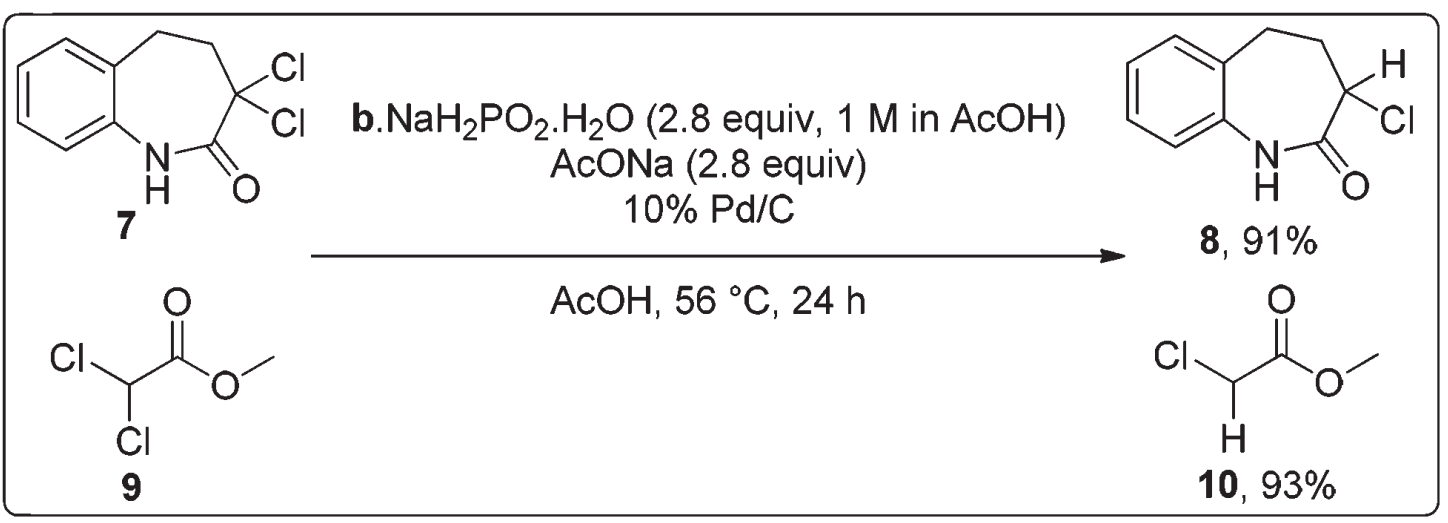 Cl
Cl
N
H
O
7
b.NaH₂PO₂.H₂O (2.8 equiv, 1 M in AcOH)
AcONa (2.8 equiv)
10% Pd/C
AcOH, 56 °C, 24 h
H
Cl
N
H
O
8, 91%
O
Cl
O
Cl
9
O
Cl
O
H
10, 93%